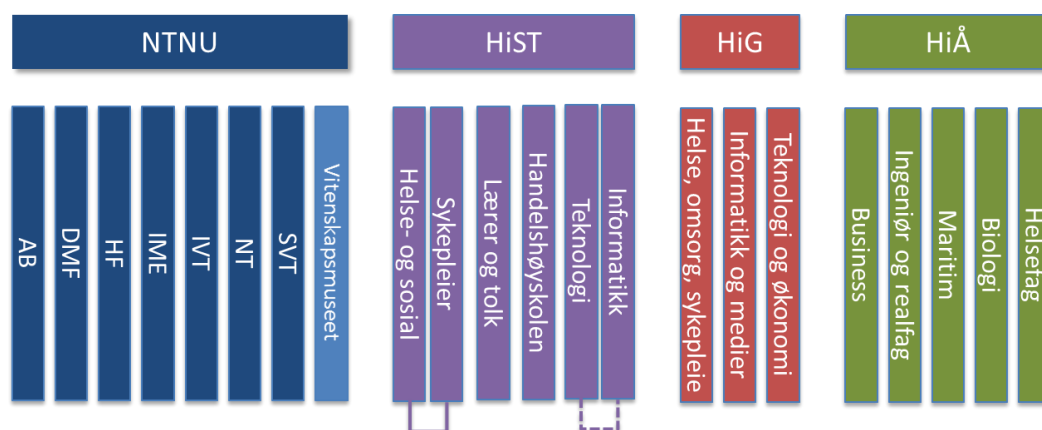 NTNU
HiST
HiG
HiÅ
AB
DMF
HF
IME
IVT
NT
SVT
Vitenskapsmuseet
Helse- og sosial
Sykepleier
Lærer og tolk
Handelshøyskolen
Teknologi
Informatikk
Helse, omsorg, sykepleie
Informatikk og medier
Teknologi og økonomi
Business
Ingeniør og realfag
Maritim
Biologi
Helsefag